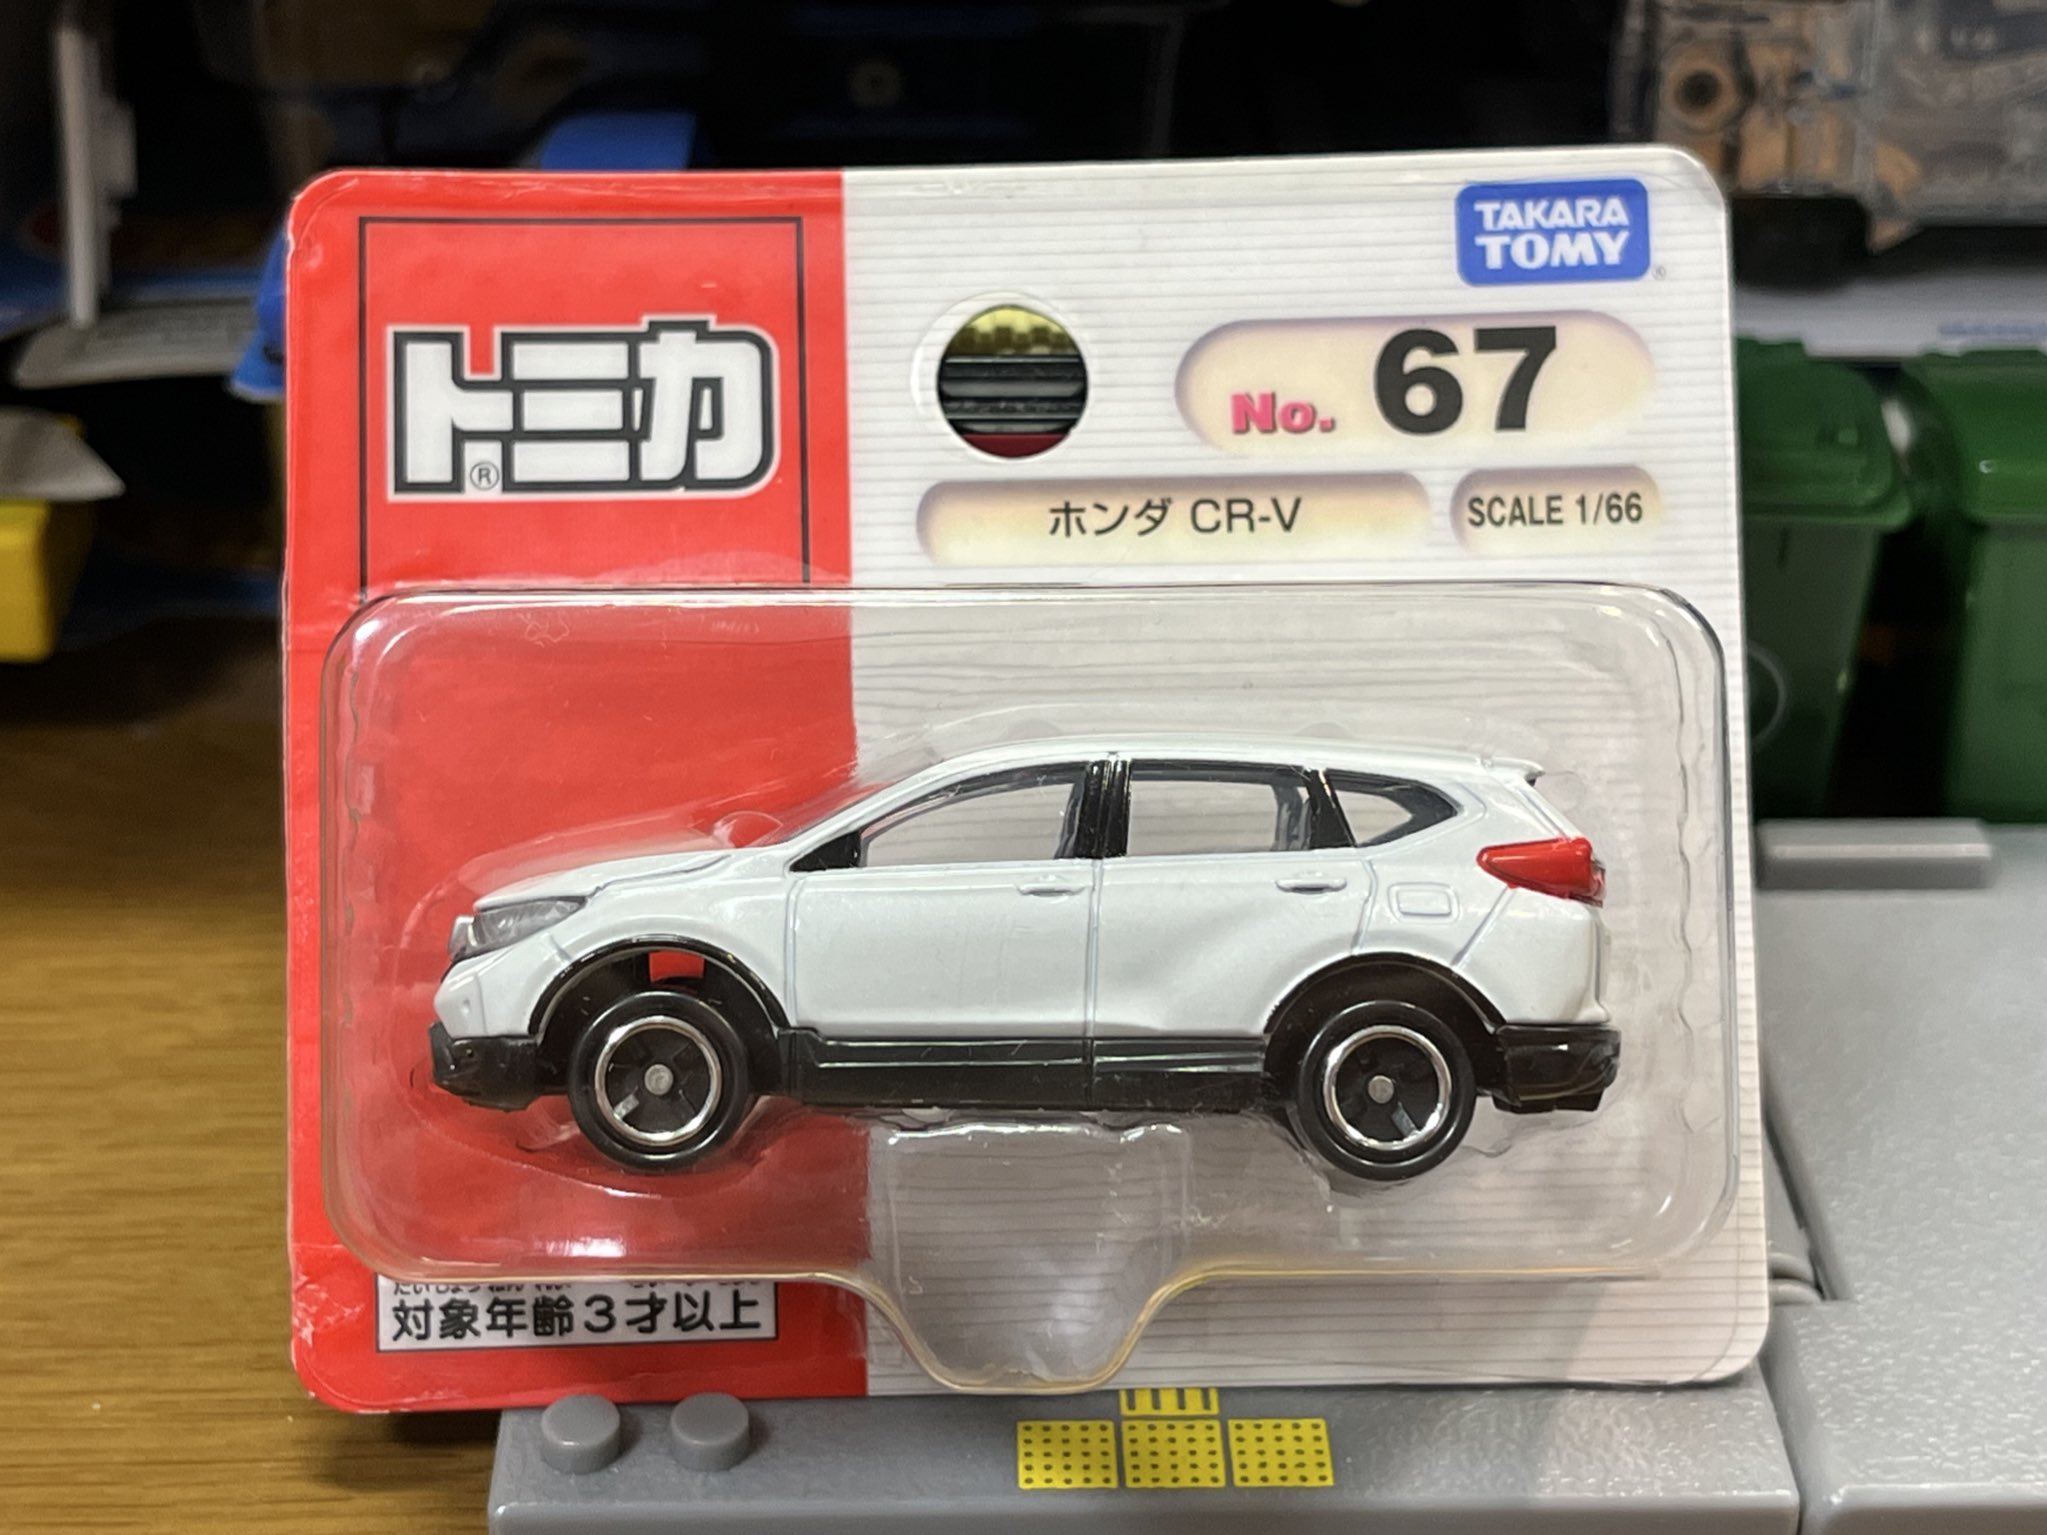 TAKARA
TOMY
®
トミカ
®
No. 67
ホンダ CR-V
SCALE 1/66
対象年齢3才以上